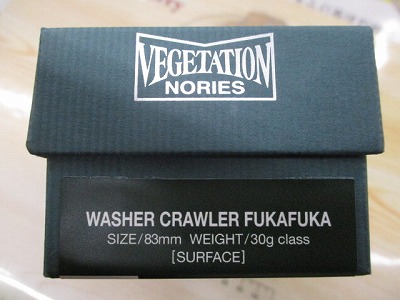 VEGETATION
NORIES
WASHER CRAWLER FUKAFUKA
SIZE/83mm WEIGHT/30g class
[SURFACE]